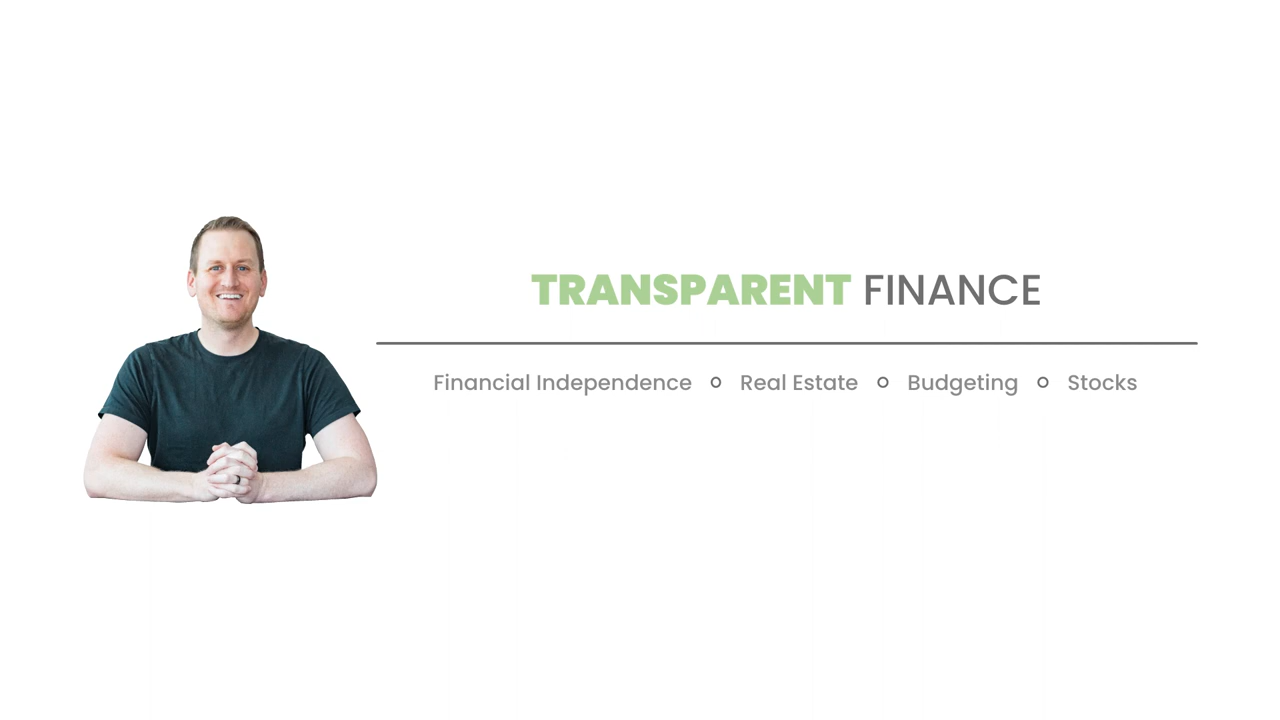 TRANSPARENT FINANCE
Financial Independence o Real Estate o Budgeting o Stocks